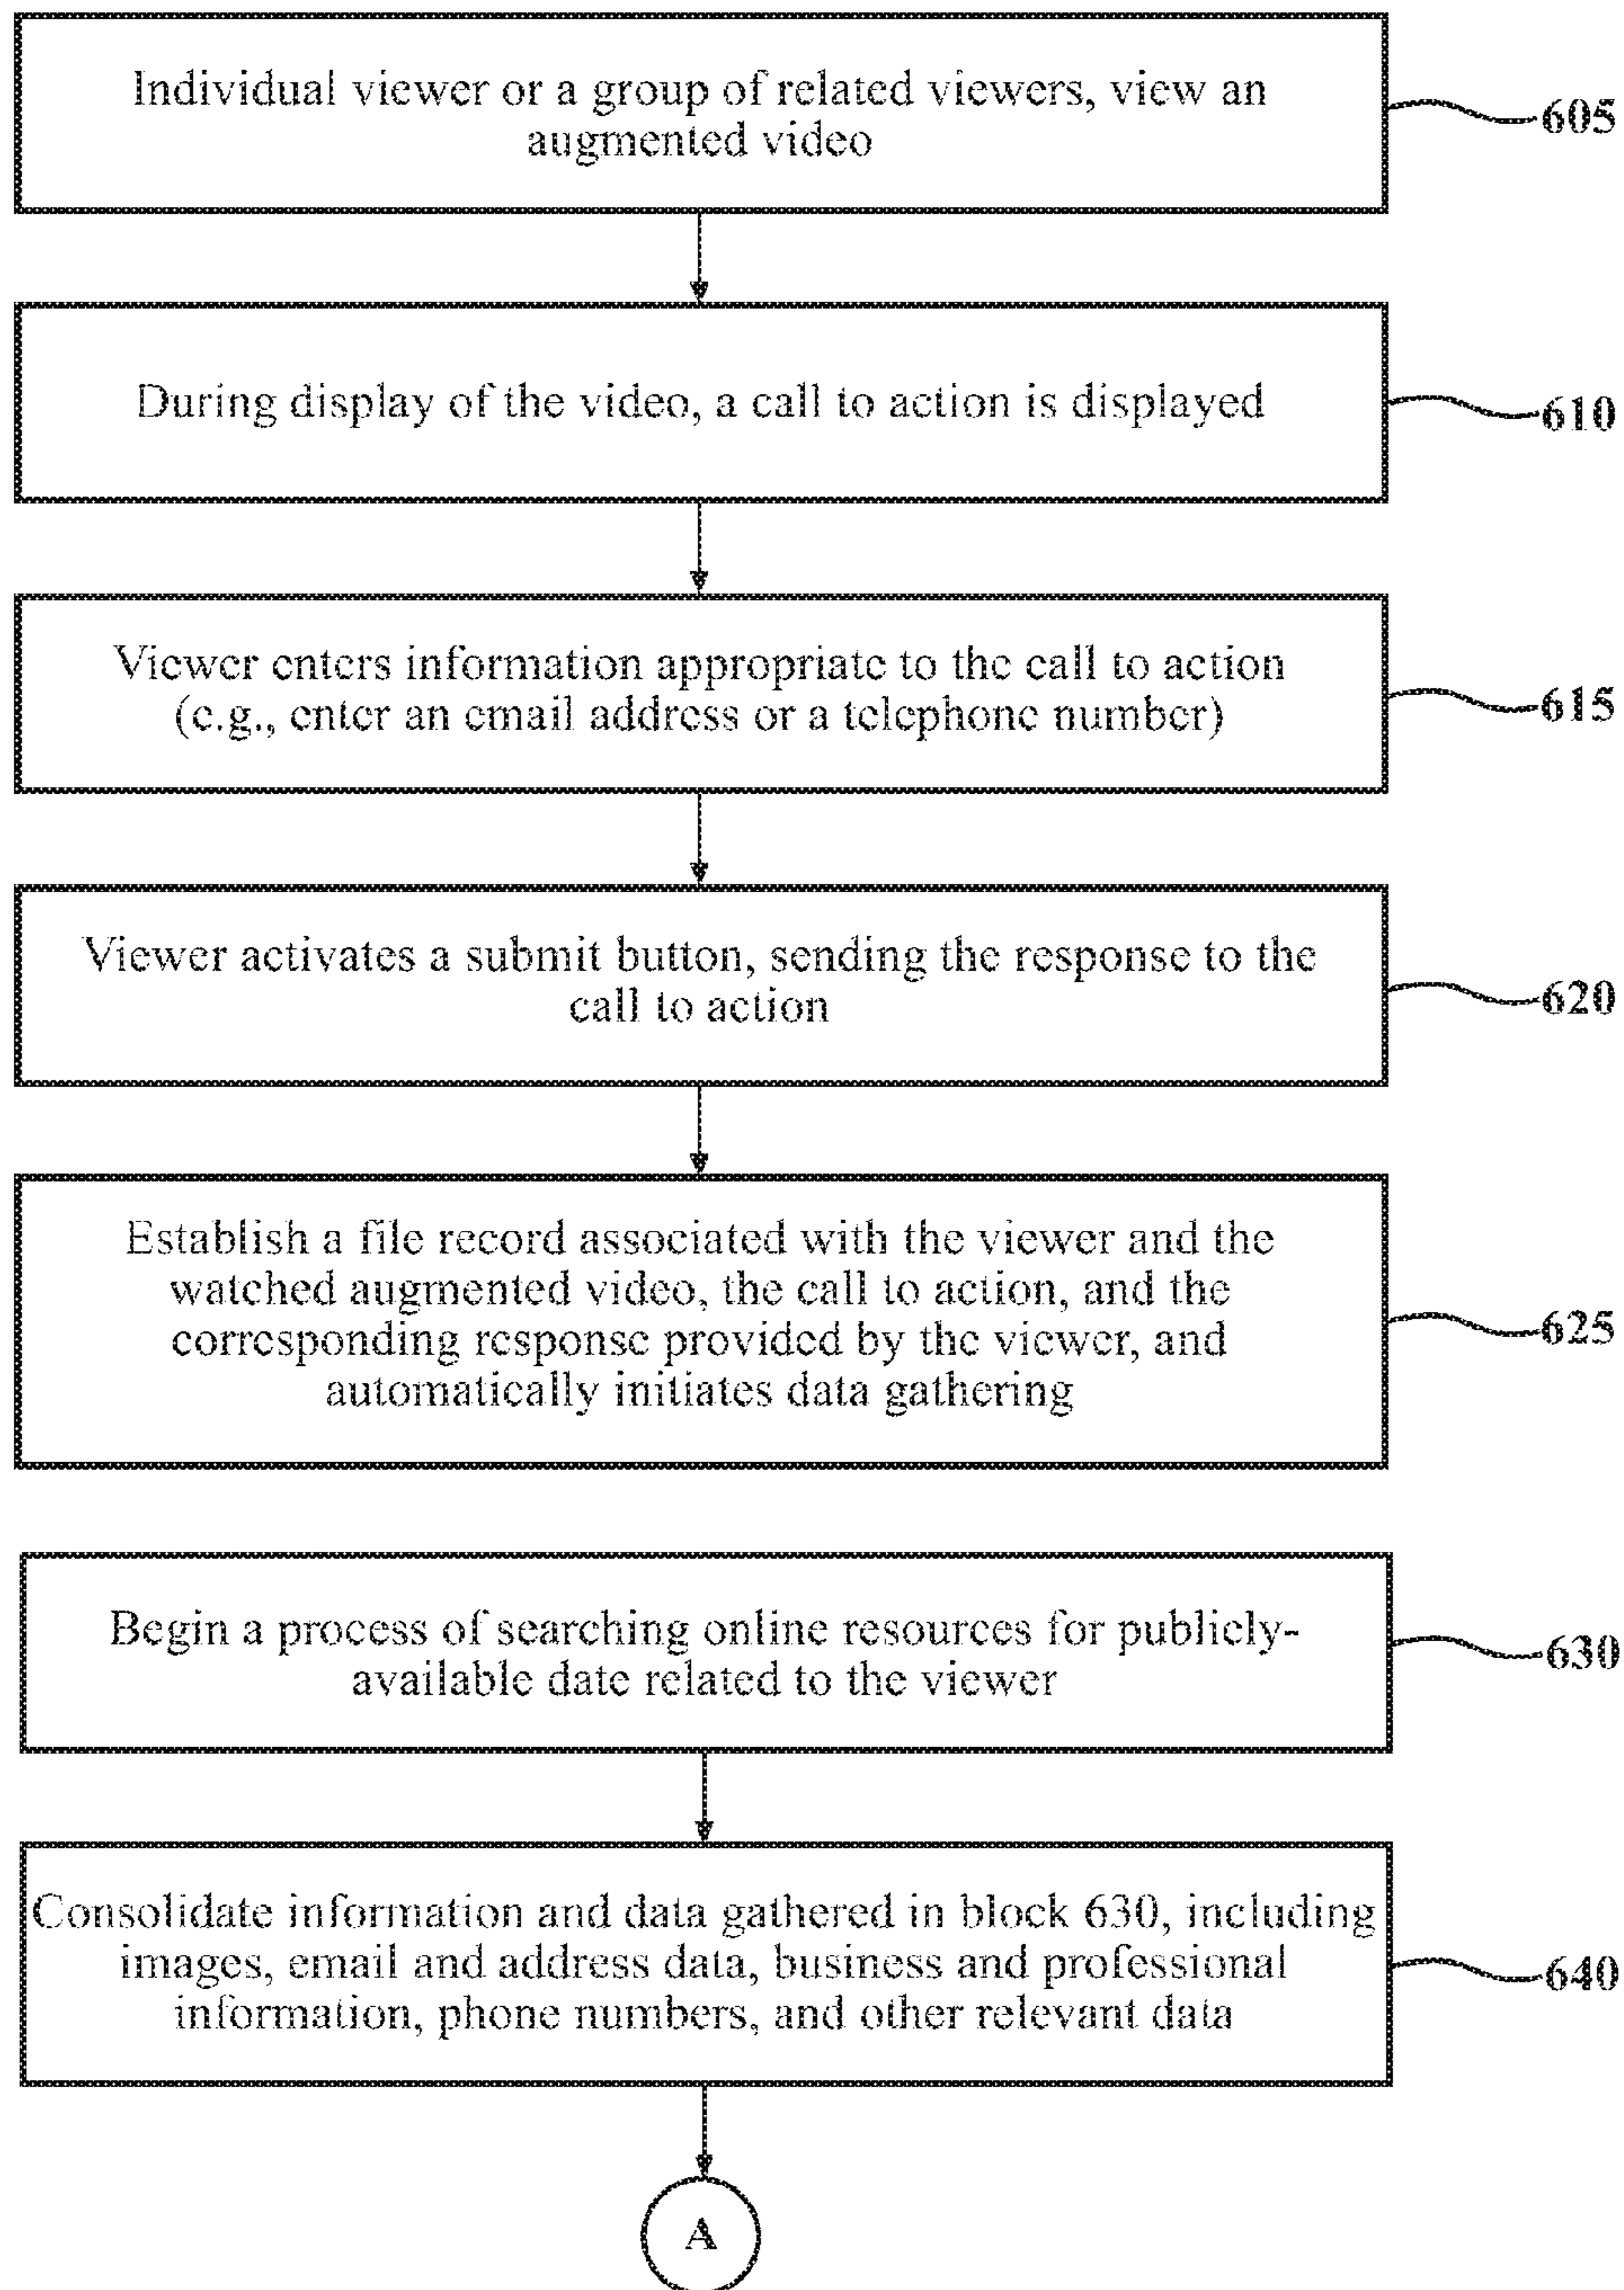 Individual viewer or a group of related viewers, view an
augmented video
605
During display of the video, a call to action is displayed
610
Viewer enters information appropriate to the call to action
(e.g., enter an email address or a telephone number)
615
Viewer activates a submit button, sending the response to the
call to action
620
Establish a file record associated with the viewer and the
watched augmented video, the call to action, and the
corresponding response provided by the viewer, and
automatically initiates data gathering
625
Begin a process of searching online resources for publicly-
available date related to the viewer
630
Consolidate information and data gathered in block 630, including
images, email and address data, business and professional
information, phone numbers, and other relevant data
640
A